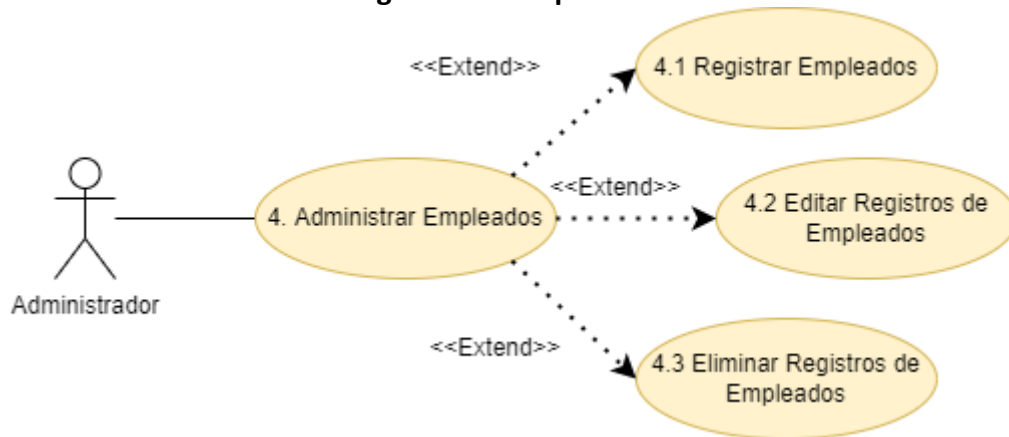 <<Extend>>
4.1 Registrar Empleados
<<Extend>>
4. Administrar Empleados
4.2 Editar Registros de
Empleados
Administrador
<<Extend>>
4.3 Eliminar Registros de
Empleados